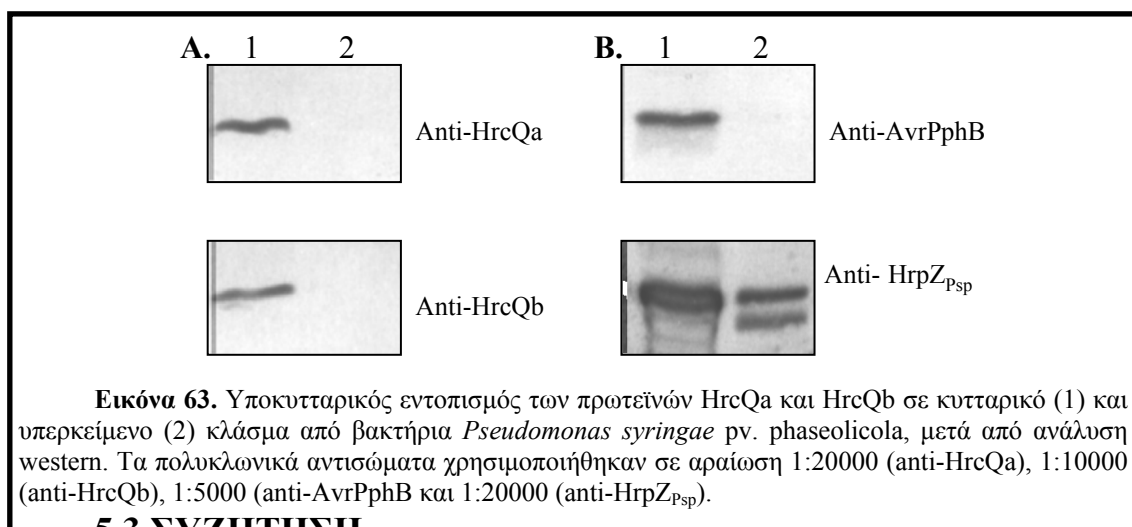 A. 1 2
Anti-HrcQa
Anti-HrcQb
B. 1 2
Anti-AvrPphB
Anti- HrpZPsp
Εικόνα 63. Υποκυτταρικός εντοπισμός των πρωτεϊνών HrcQa και HrcQb σε κυτταρικό (1) και
υπερκείμενο (2) κλάσμα από βακτήρια Pseudomonas syringae pv. phaseolicola, μετά από ανάλυση
western. Τα πολυκλωνικά αντισώματα χρησιμοποιήθηκαν σε αραίωση 1:20000 (anti-HrcQa), 1:10000
(anti-HrcQb), 1:5000 (anti-AvrPphB και 1:20000 (anti-HrpZPsp).
5.3 ΣΥΖΗΤΗΣΗ